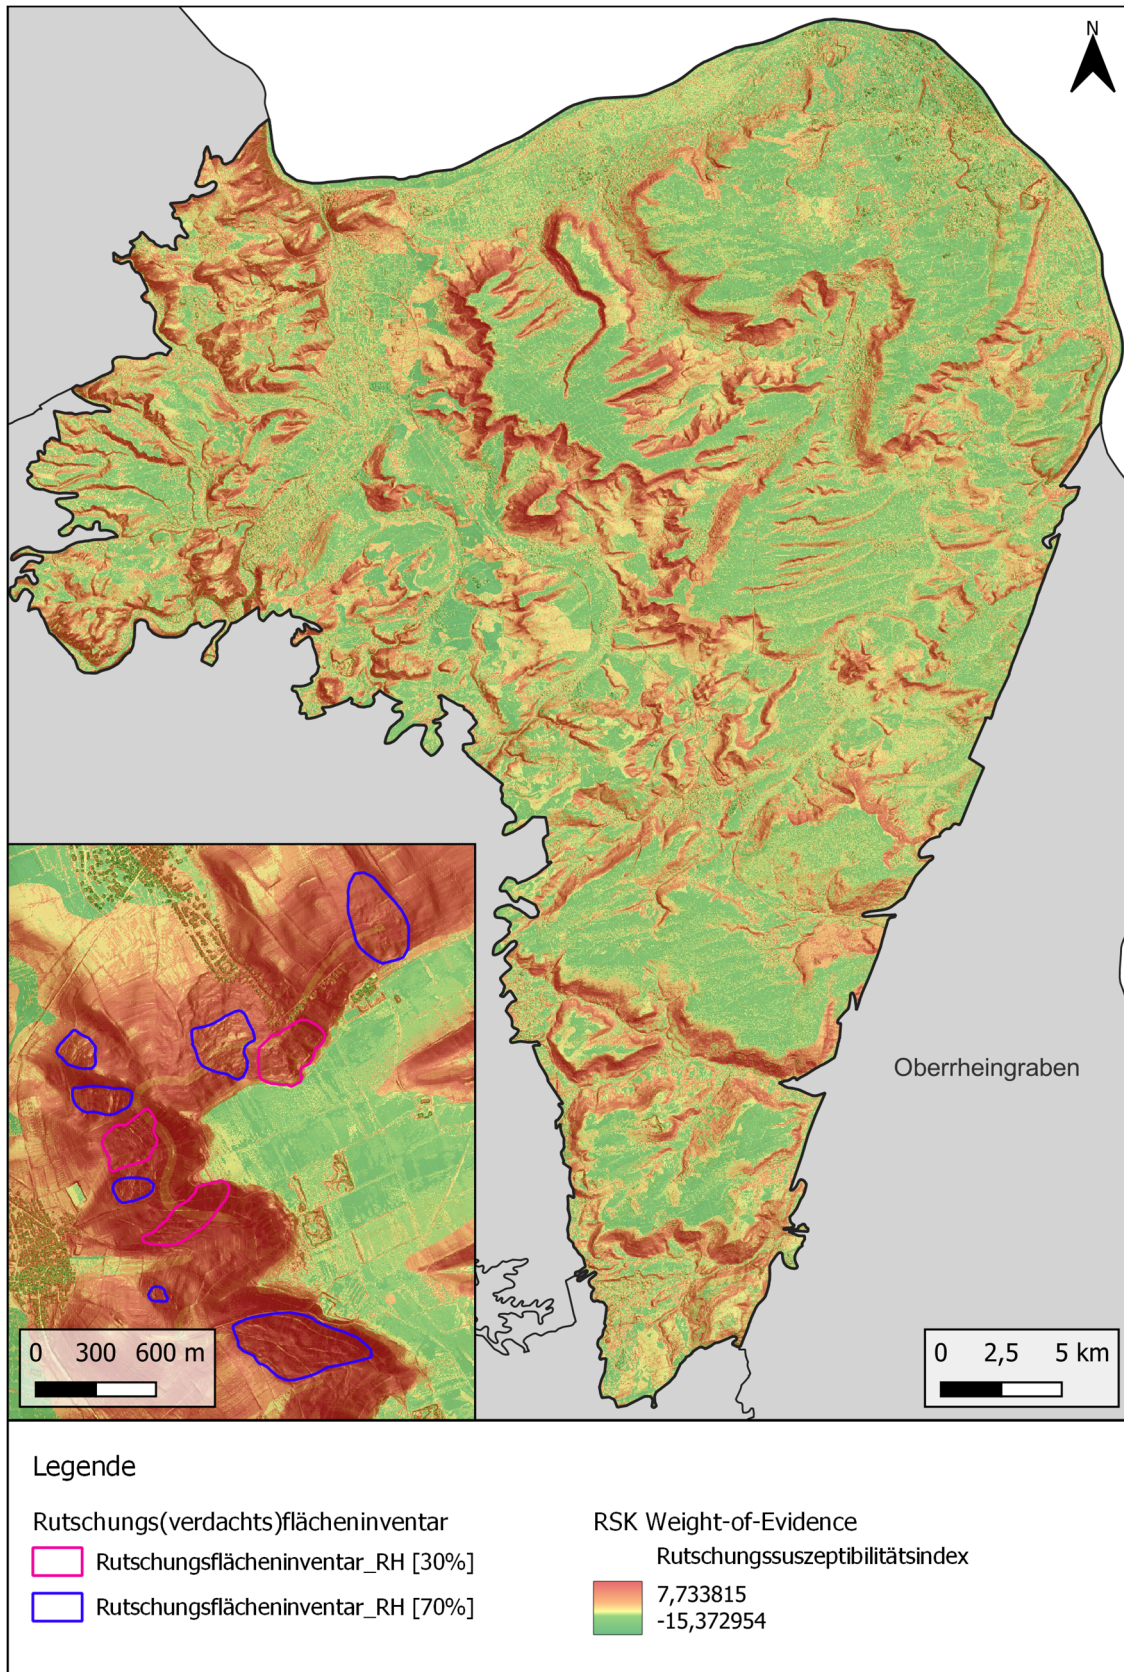 N
Oberrheingraben
0 300 600 m
0 2,5 5 km
Legende
Rutschungs(verdachts)flächeninventar
Rutschungsflächeninventar_RH [30%]
Rutschungsflächeninventar_RH [70%]
RSK Weight-of-Evidence
Rutschungssuszeptibilitätsindex
7,733815
-15,372954